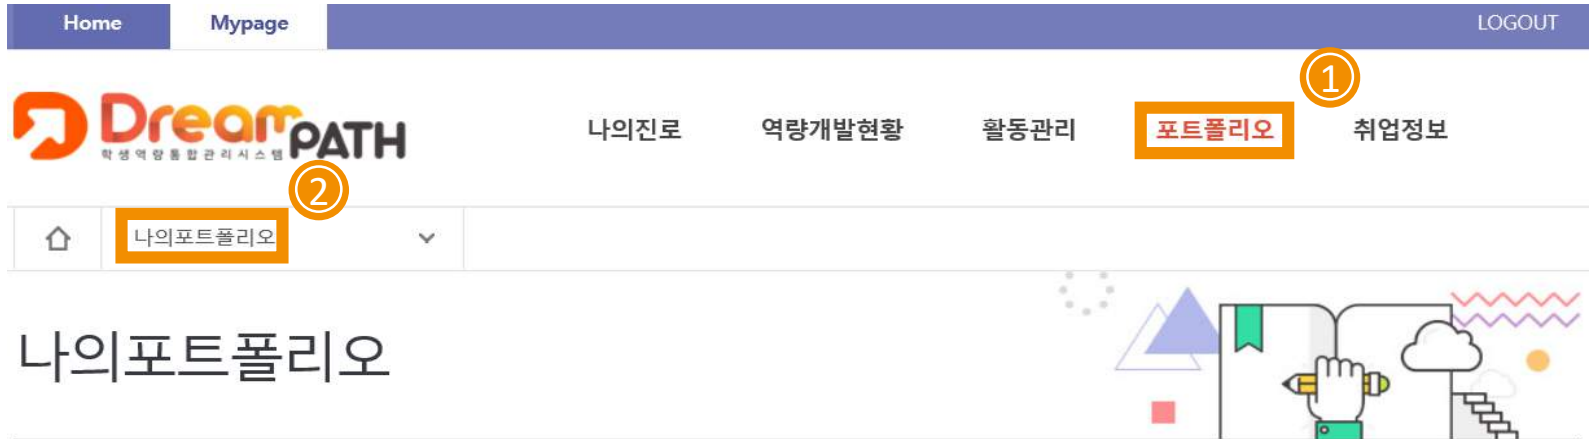 Home Mypage LOGOUT
①
Dream PATH
학생역량통합관리시스템
나의진로 역량개발현황 활동관리 포트폴리오 취업정보
②
나의포트폴리오
나의포트폴리오